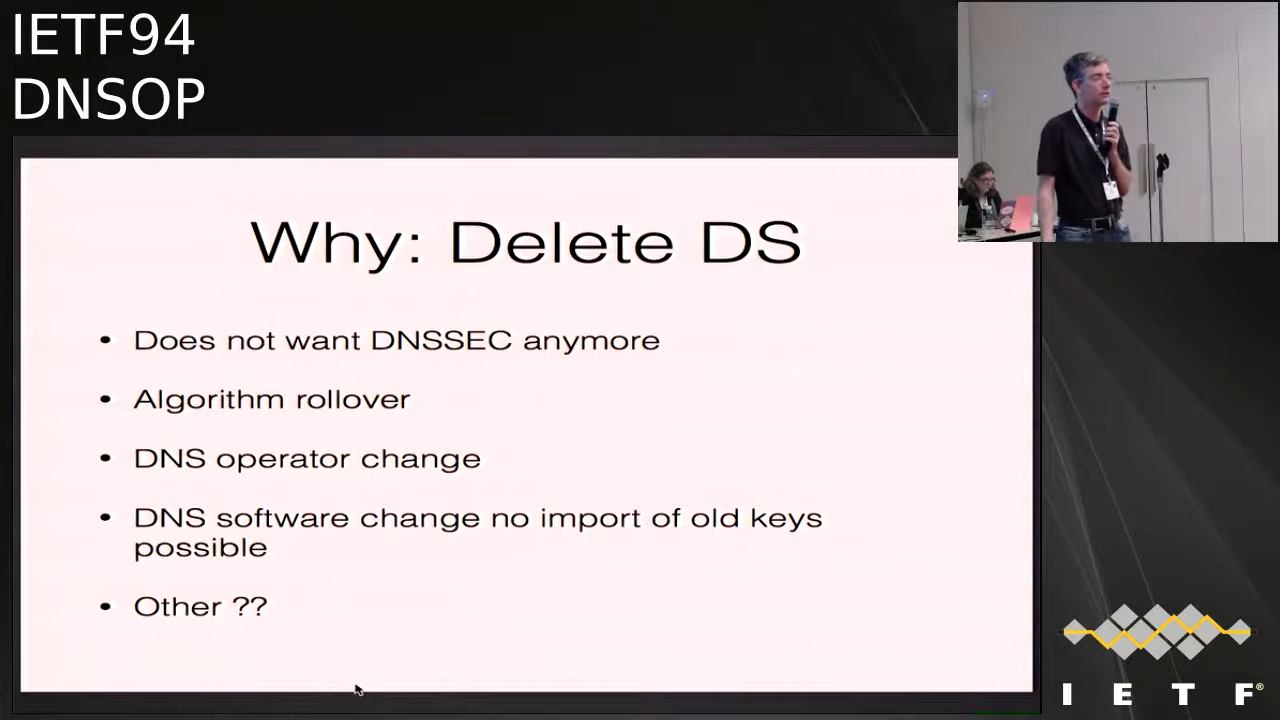 IETF94
DNSOP
Why: Delete DS
• Does not want DNSSEC anymore
• Algorithm rollover
• DNS operator change
• DNS software change no import of old keys
possible
• Other ??
I E T F®